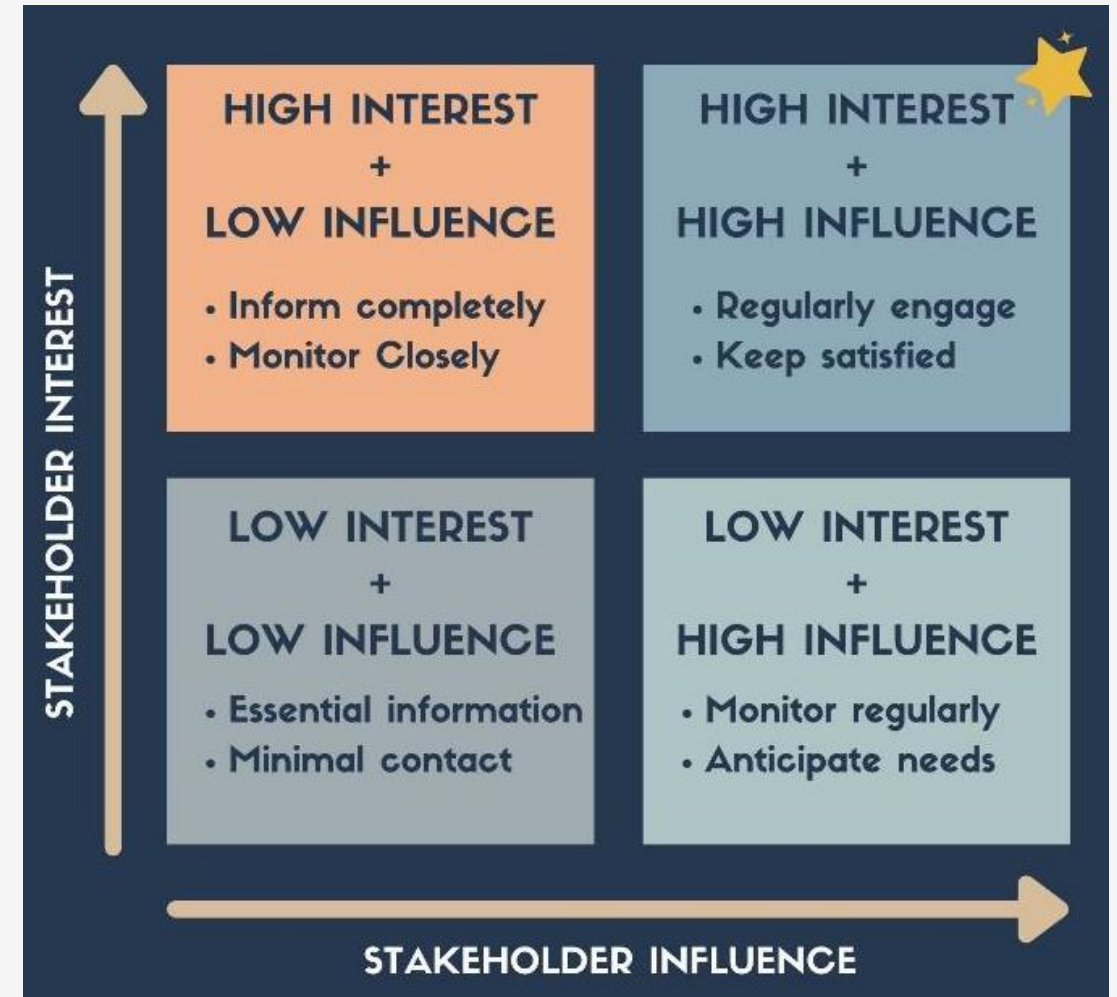 STAKEHOLDER INTEREST
HIGH INTEREST
+
LOW INFLUENCE
• Inform completely
• Monitor Closely
HIGH INTEREST
+
HIGH INFLUENCE
• Regularly engage
• Keep satisfied
LOW INTEREST
+
LOW INFLUENCE
• Essential information
• Minimal contact
LOW INTEREST
+
HIGH INFLUENCE
• Monitor regularly
• Anticipate needs
STAKEHOLDER INFLUENCE